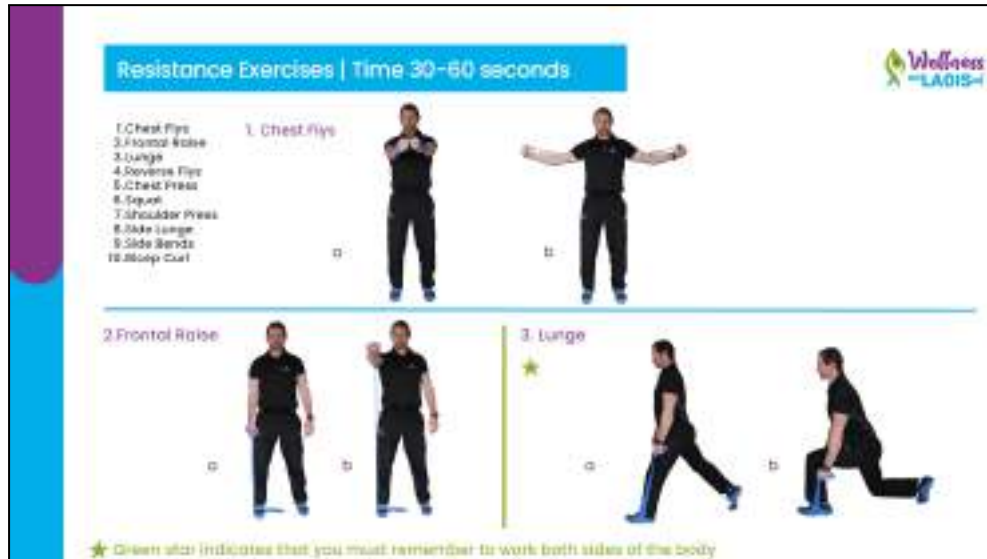 Resistance Exercises | Time 30-60 seconds
Wellness
LAOIS
1.Chest Flys
2.Frontal Raise
3.Lunge
4.Reverse Flys
5.Chest Press
6.Squat
7.Shoulder Press
8.Side Lunge
9.Side Bends
10.Bicep Curl
1. Chest Flys
a
b
2.Frontal Raise
a
b
3. Lunge
a
b
Green star indicates that you must remember to work both sides of the body